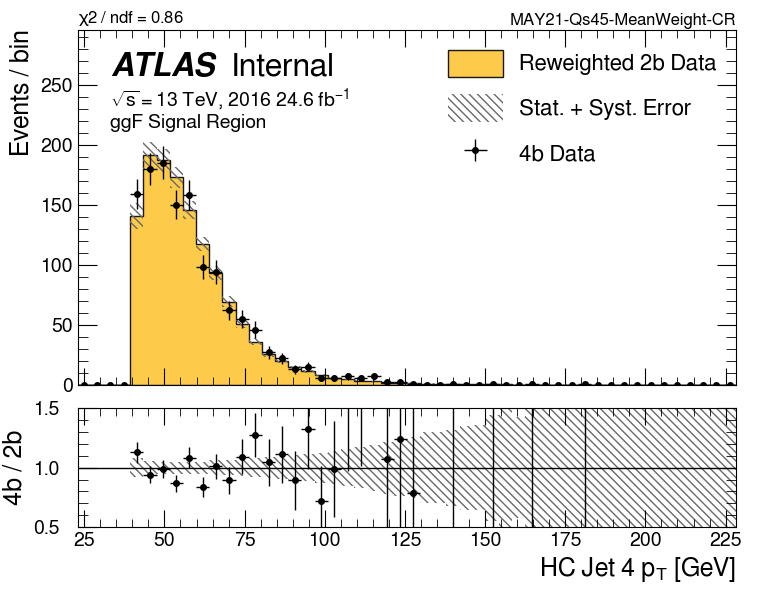 χ2 / ndf = 0.86
MAY21-Qs45-MeanWeight-CR
ATLAS Internal
√s = 13 TeV, 2016 24.6 fb⁻¹
ggF Signal Region
Reweighted 2b Data
Stat. + Syst. Error
4b Data
Events / bin
250
200
150
100
50
0
4b / 2b
1.5
1.0
0.5
25 50 75 100 125 150 175 200 225
HC Jet 4 p_T [GeV]